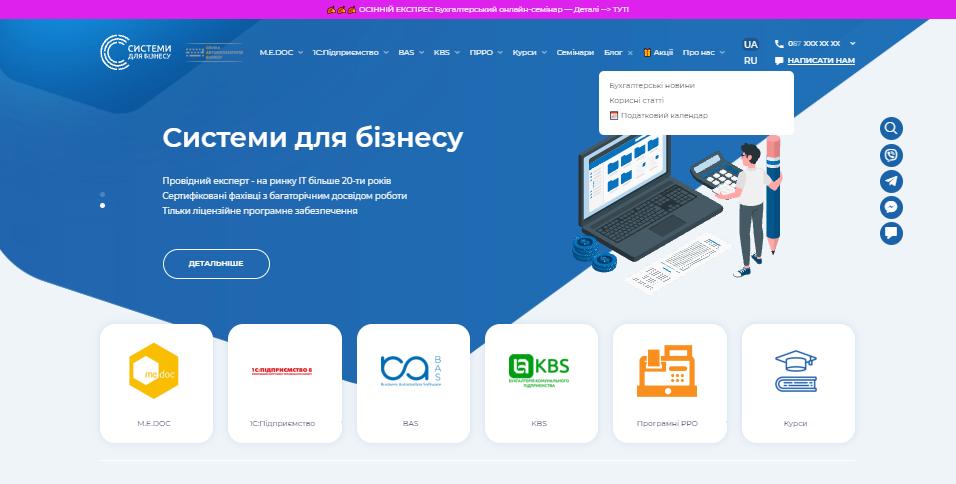 ОСІННІЙ ЕКСПРЕС Бухгалтерський онлайн-семінар — Деталі --> ТУТ!
СИСТЕМИ
ДЛЯ БІЗНЕСУ
M.E.DOC
1С:Підприємство
BAS
KBS
ПРРО
Курси
Семінари
Блог
Акції
Про нас
UA
RU
067 XXX XX XX
НАПИСАТИ НАМ
Бухгалтерські новини
Корисні статті
Податковий календар
Системи для бізнесу
Провідний експерт - на ринку ІТ більше 20-ти років
Сертифіковані фахівці з багаторічним досвідом роботи
Тільки ліцензійне програмне забезпечення
ДЕТАЛЬНІШЕ
me.doc
1С:ПІДПРИЄМСТВО 8
BAS
Business Automation Software
KBS
БУХГАЛТЕРІЯ КОМУНАЛЬНОГО
ПІДПРИЄМСТВА
M.E.DOC
1С:Підприємство
BAS
KBS
Програмні РРО
Курси